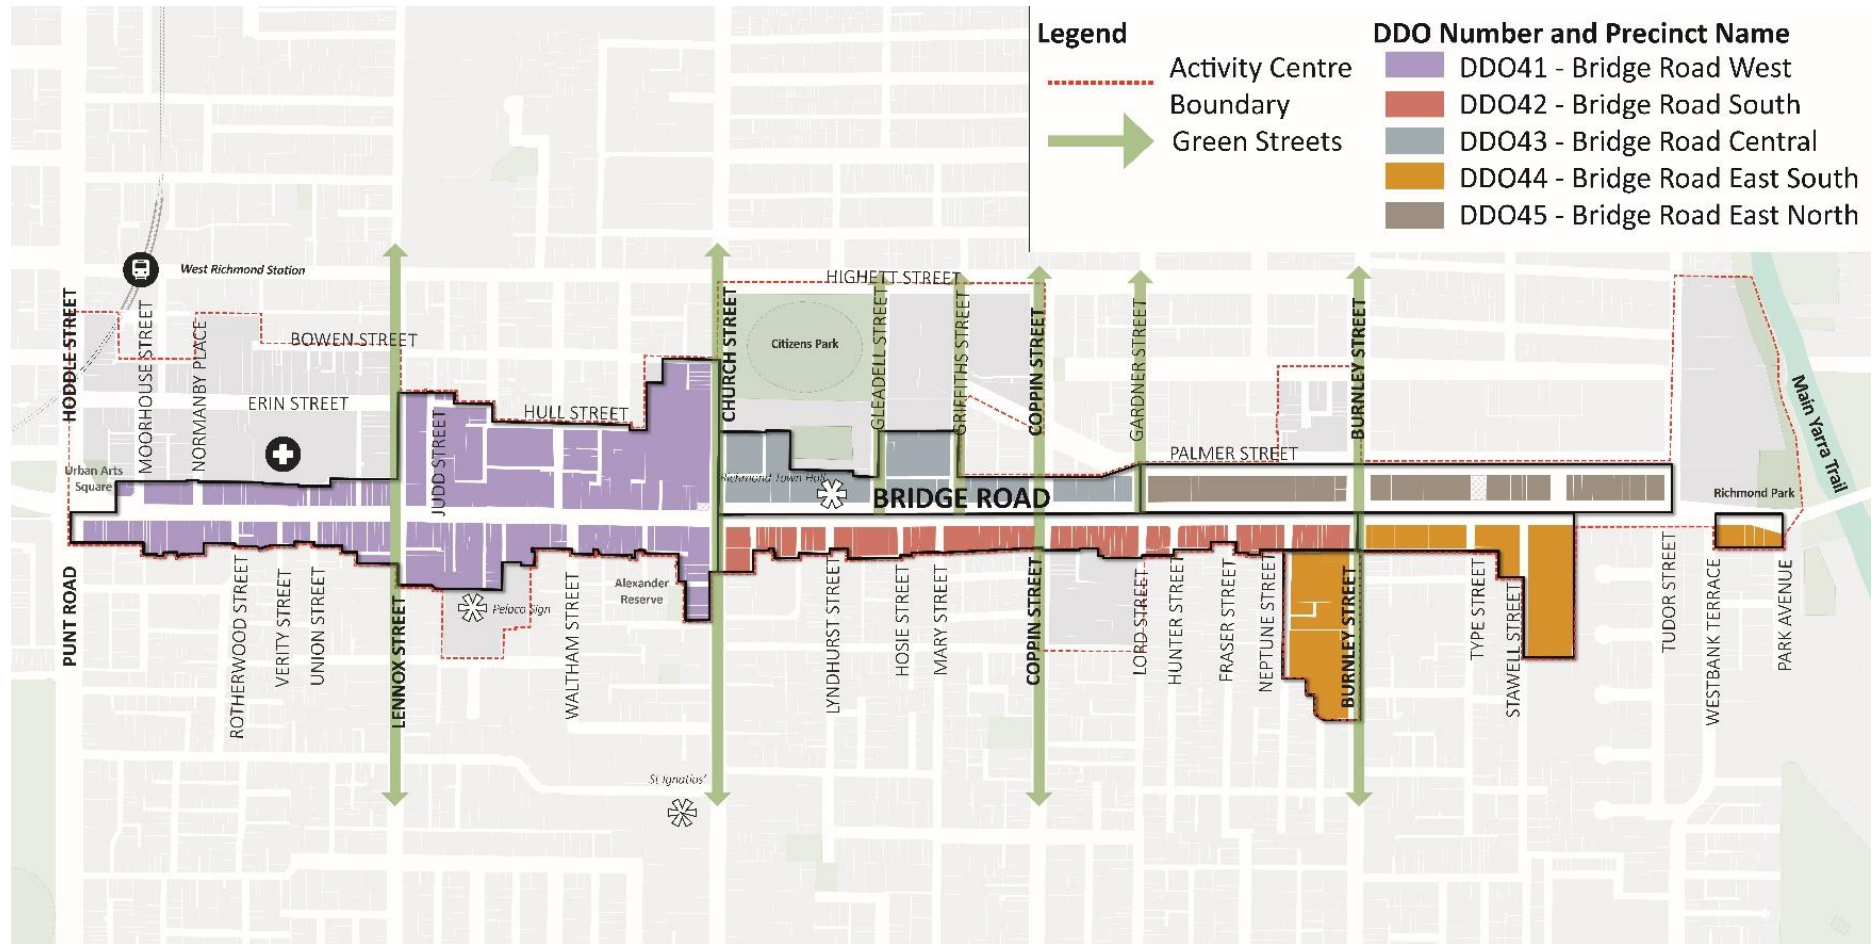 Legend
Activity Centre
Boundary
Green Streets
DDO Number and Precinct Name
DDO41 - Bridge Road West
DDO42 - Bridge Road South
DDO43 - Bridge Road Central
DDO44 - Bridge Road East South
DDO45 - Bridge Road East North
West Richmond Station
HIGHETT STREET
HODDLE STREET
MOORHOUSE STREET
NORMANBY PLACE
BOWEN STREET
ERIN STREET
JUDD STREET
HULL STREET
CHURCH STREET
Citizens Park
GLEADELL STREET
GRIFFITHS STREET
COPPIN STREET
GARDNER STREET
PALMER STREET
BURNLEY STREET
Main Yarra Trail
Urban Arts
Square
Richmond Town Hall
BRIDGE ROAD
Richmond Park
PUNT ROAD
ROTHERWOOD STREET
VERITY STREET
UNION STREET
LENNOX STREET
Pelaco Sign
WALTHAM STREET
Alexander
Reserve
LYNDHURST STREET
HOSIE STREET
MARY STREET
COPPIN STREET
LORD STREET
HUNTER STREET
FRASER STREET
NEPTUNE STREET
BURNLEY STREET
TYPE STREET
STAWELL STREET
TUDOR STREET
WESTBANK TERRACE
PARK AVENUE
St Ignatius'